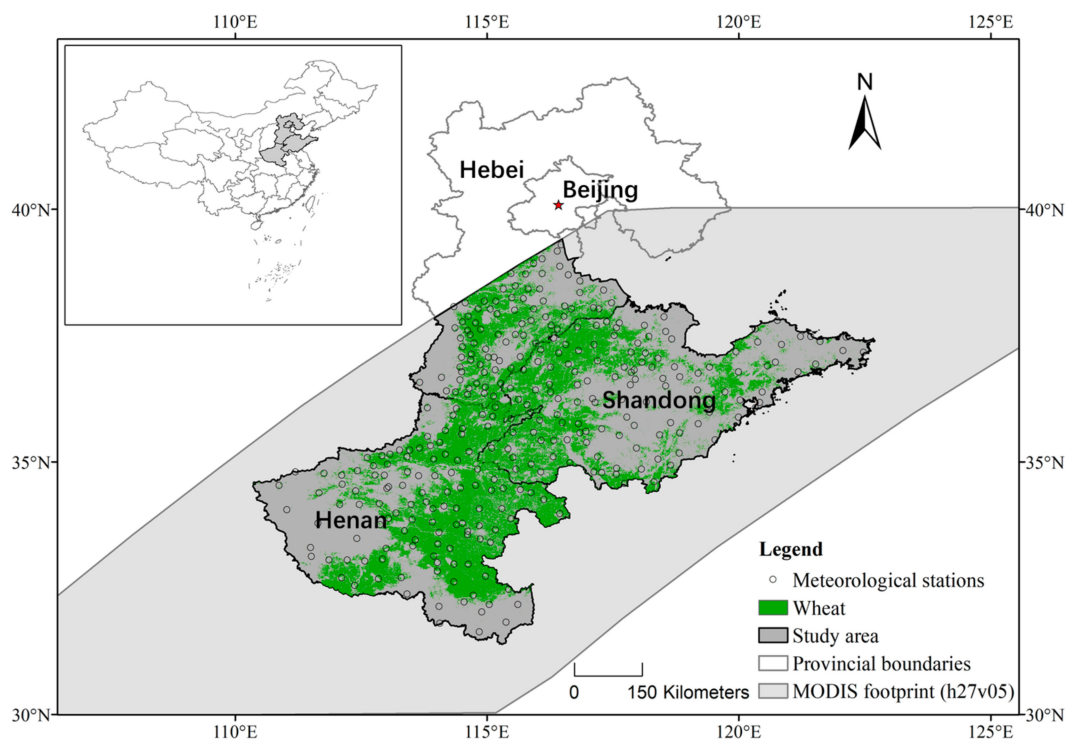 110°E 115°E 120°E 125°E
N
Hebei
Beijing
40°N 40°N
Shandong
35°N 35°N
Henan
Legend
Meteorological stations
Wheat
Study area
Provincial boundaries
MODIS footprint (h27v05)
0 150 Kilometers
30°N 30°N
110°E 115°E 120°E 125°E